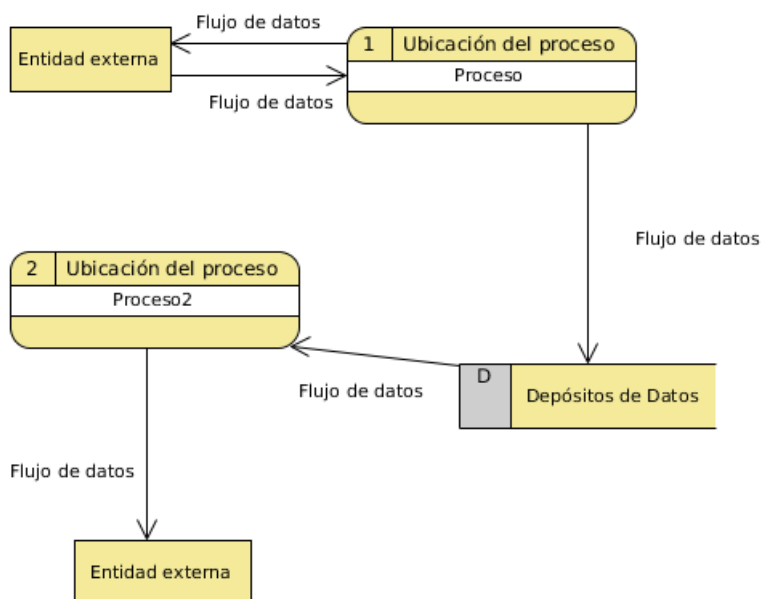 Flujo de datos
Entidad externa
1 Ubicación del proceso
Proceso
Flujo de datos
Flujo de datos
2 Ubicación del proceso
Proceso2
D
Depósitos de Datos
Flujo de datos
Flujo de datos
Entidad externa